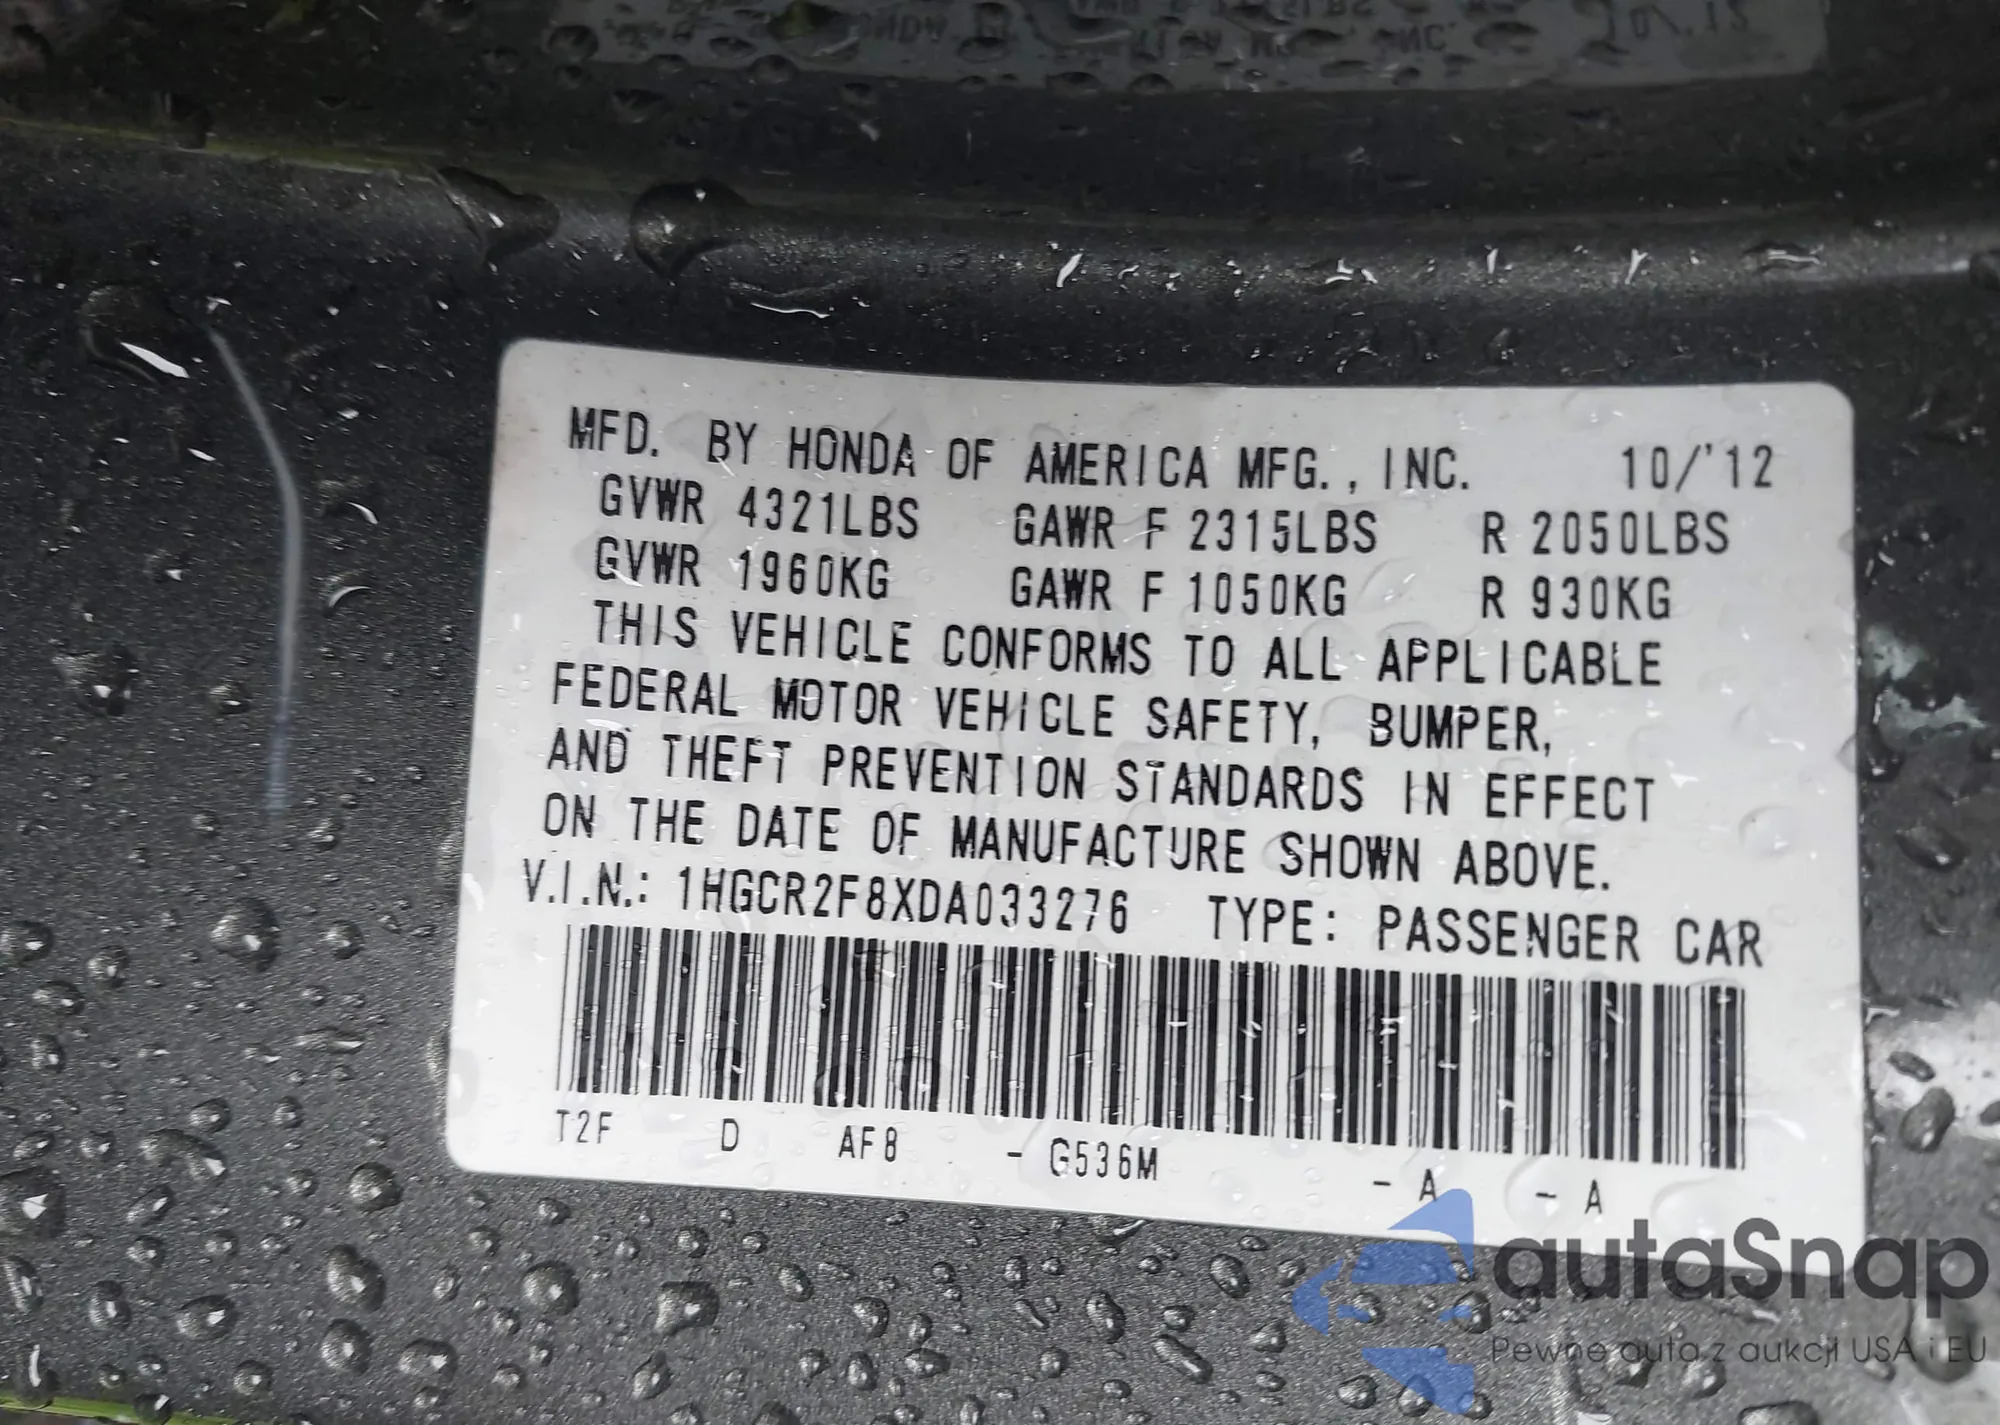 MFD. BY HONDA OF AMERICA MFG., INC. 10/'12
GVWR 4321LBS GAWR F 2315LBS R 2050LBS
GVWR 1960KG GAWR F 1050KG R 930KG
THIS VEHICLE CONFORMS TO ALL APPLICABLE
FEDERAL MOTOR VEHICLE SAFETY, BUMPER,
AND THEFT PREVENTION STANDARDS IN EFFECT
ON THE DATE OF MANUFACTURE SHOWN ABOVE.
V.I.N.: 1HGCR2F8XDA033276 TYPE: PASSENGER CAR
T2F D AF8 - G536M - A - A
autaSnap
Pewne auta z aukcji USA i EU